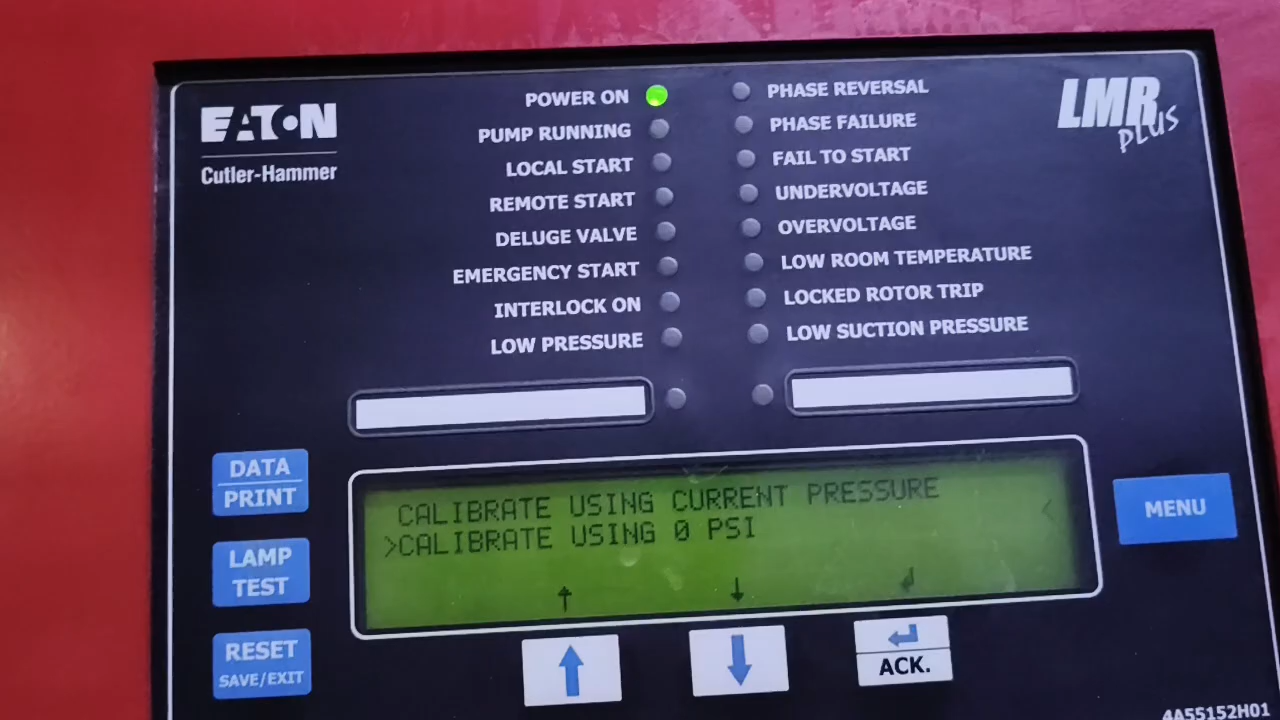 EATON
Cutler-Hammer
LMR
PLUS
POWER ON
PUMP RUNNING
LOCAL START
REMOTE START
DELUGE VALVE
EMERGENCY START
INTERLOCK ON
LOW PRESSURE
PHASE REVERSAL
PHASE FAILURE
FAIL TO START
UNDERVOLTAGE
OVERVOLTAGE
LOW ROOM TEMPERATURE
LOCKED ROTOR TRIP
LOW SUCTION PRESSURE
DATA
PRINT
LAMP
TEST
RESET
SAVE/EXIT
CALIBRATE USING CURRENT PRESSURE <
>CALIBRATE USING 0 PSI
↑ ↓ ↲
MENU
↑ ↓ ↲
ACK.
4A55152H01